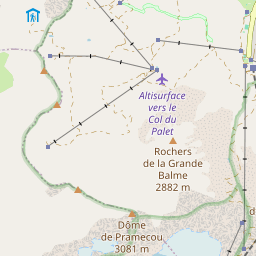 Altisurface
vers le
Col du
Palet
Rochers
de la Grande
Balme
2882 m
Dôme
de Pramecou
3081 m
d